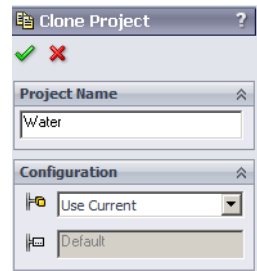 Clone Project ?
Project Name
Water
Configuration
Use Current
Default